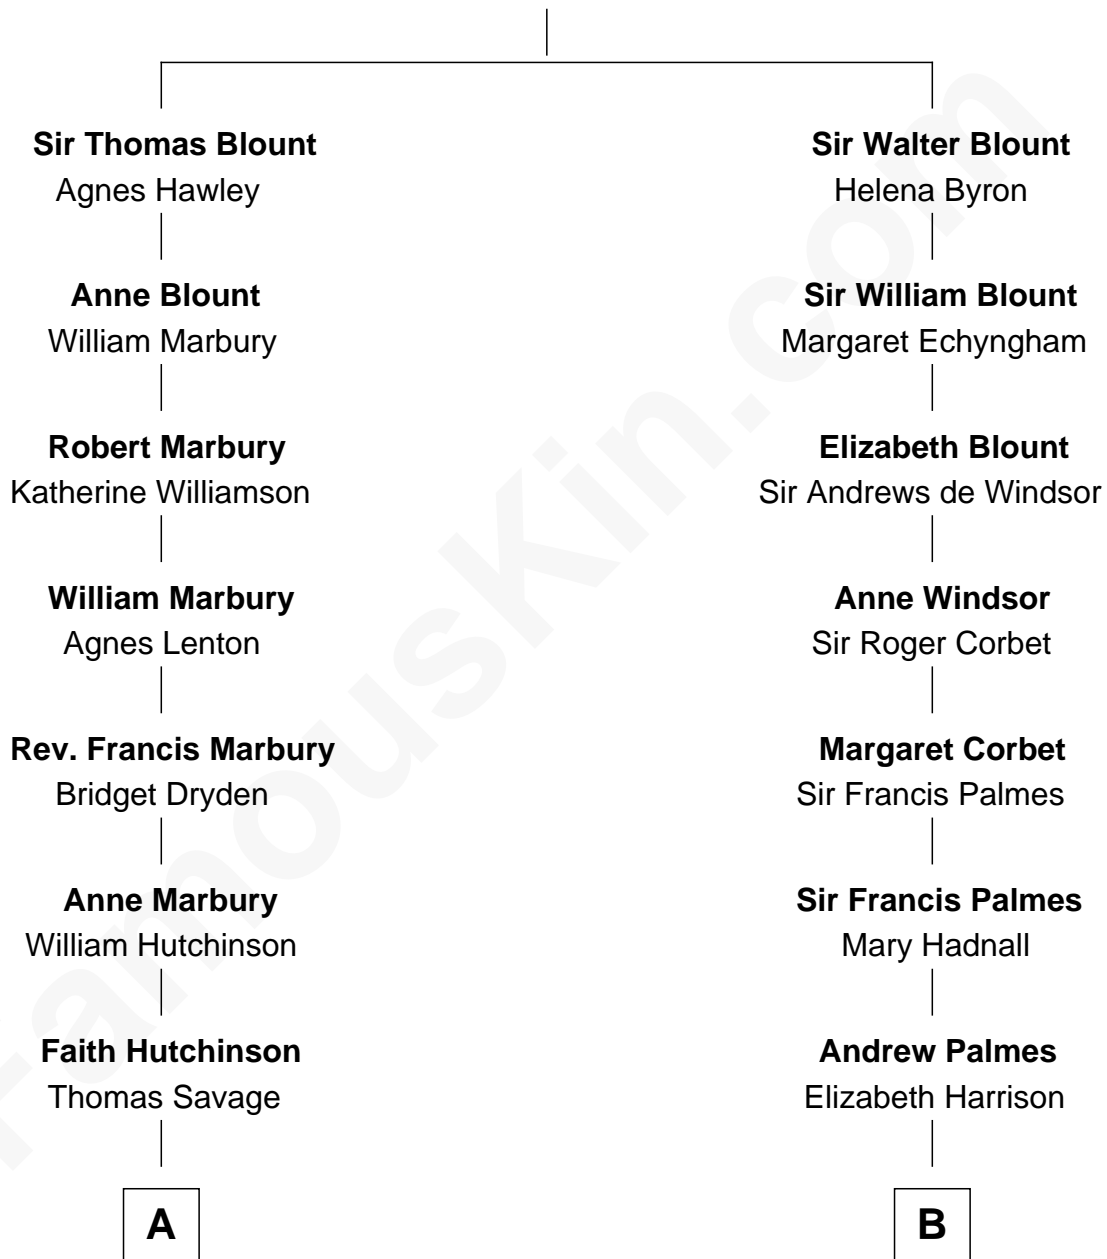 Sir Thomas Blount
Agnes Hawley
Anne Blount
William Marbury
Robert Marbury
Katherine Williamson
William Marbury
Agnes Lenton
Rev. Francis Marbury
Bridget Dryden
Anne Marbury
William Hutchinson
Faith Hutchinson
Thomas Savage
A
Sir Walter Blount
Helena Byron
Sir William Blount
Margaret Echyngham
Elizabeth Blount
Sir Andrews de Windsor
Anne Windsor
Sir Roger Corbet
Margaret Corbet
Sir Francis Palmes
Sir Francis Palmes
Mary Hadnall
Andrew Palmes
Elizabeth Harrison
B
FamousKin.com